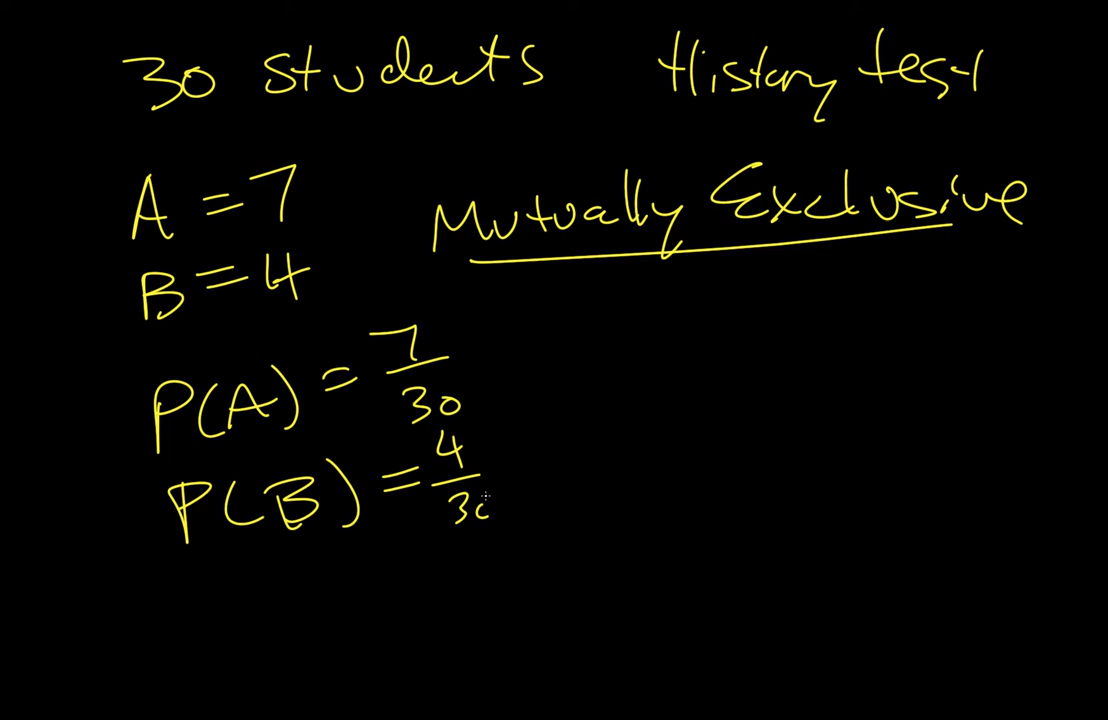 30 students History test
A = 7
Mutually Exclusive
B = 4
P(A) = 7/30
P(B) = 4/30